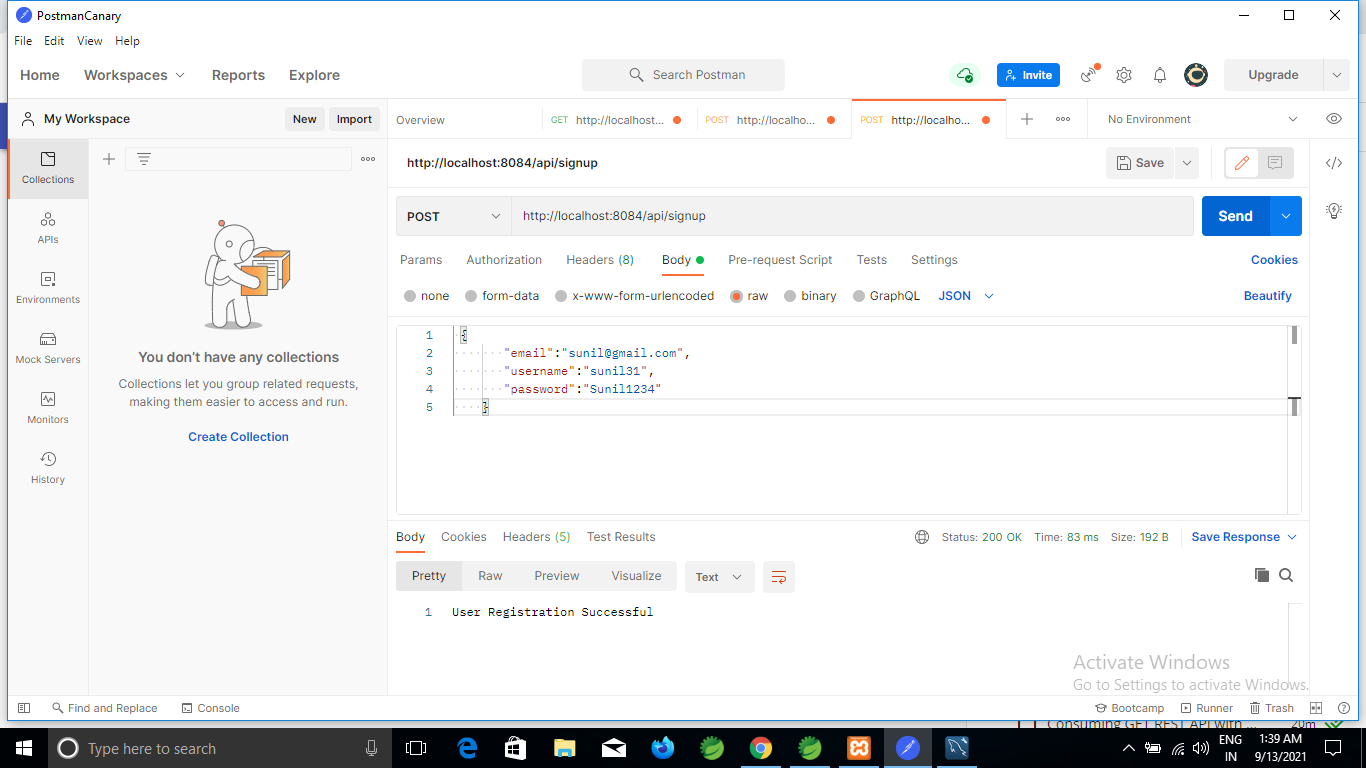 PostmanCanary
File Edit View Help
Home Workspaces Reports Explore Search Postman Invite Upgrade
My Workspace New Import
Overview GET http://localhost... POST http://localho... POST http://localho... No Environment
Collections
APIs
Environments
Mock Servers
Monitors
History
You don't have any collections
Collections let you group related requests,
making them easier to access and run.
Create Collection
http://localhost:8084/api/signup Save
POST http://localhost:8084/api/signup Send
Params Authorization Headers (8) Body Pre-request Script Tests Settings Cookies
none form-data x-www-form-urlencoded raw binary GraphQL JSON Beautify
1 {
2 "email":"sunil@gmail.com",
3 "username":"sunil31",
4 "password":"Sunil1234"
5 }
Body Cookies Headers (5) Test Results Status: 200 OK Time: 83 ms Size: 192 B Save Response
Pretty Raw Preview Visualize Text
1 User Registration Successful
Activate Windows
Go to Settings to activate Windows.
Find and Replace Console Bootcamp Runner Trash
Consuming GET REST API with ... 20m
Type here to search ENG 1:39 AM
IN 9/13/2021